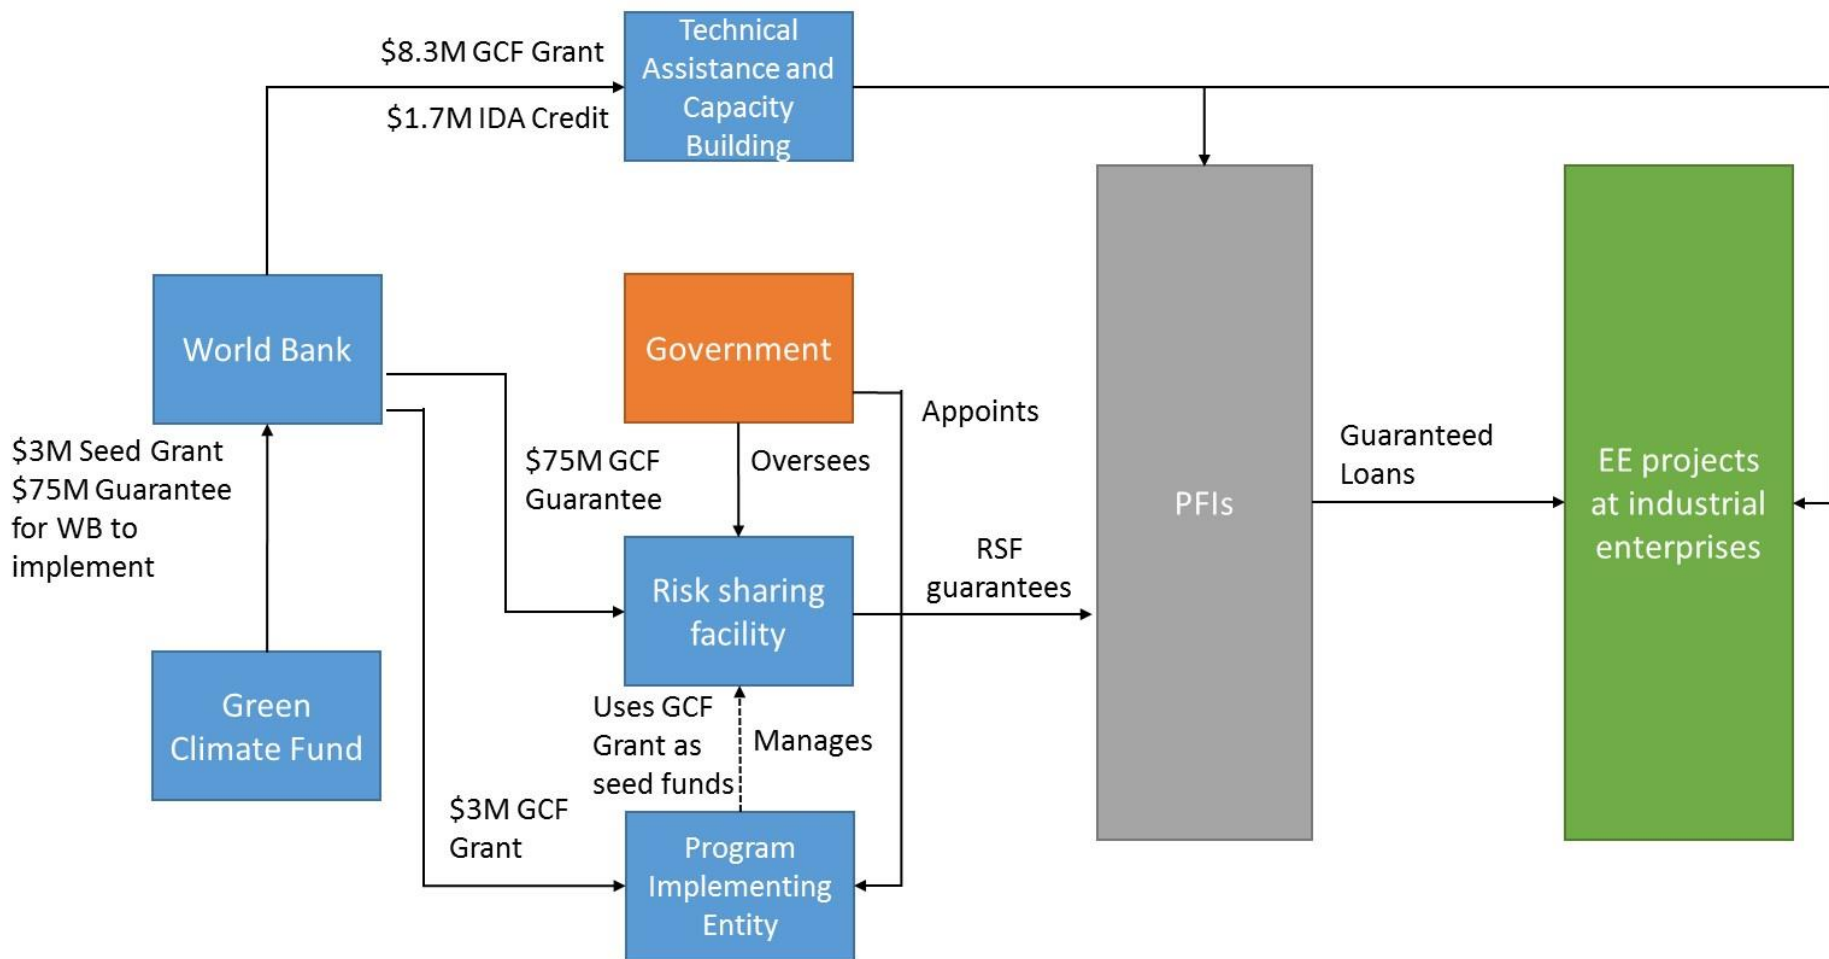 $8.3M GCF Grant
$1.7M IDA Credit
Technical
Assistance and
Capacity
Building
World Bank
Government
Appoints
$3M Seed Grant
$75M Guarantee
for WB to
implement
$75M GCF
Guarantee
Oversees
Guaranteed
Loans
PFIs
EE projects
at industrial
enterprises
RSF
guarantees
Risk sharing
facility
Green
Climate Fund
Uses GCF
Grant as
seed funds
Manages
$3M GCF
Grant
Program
Implementing
Entity